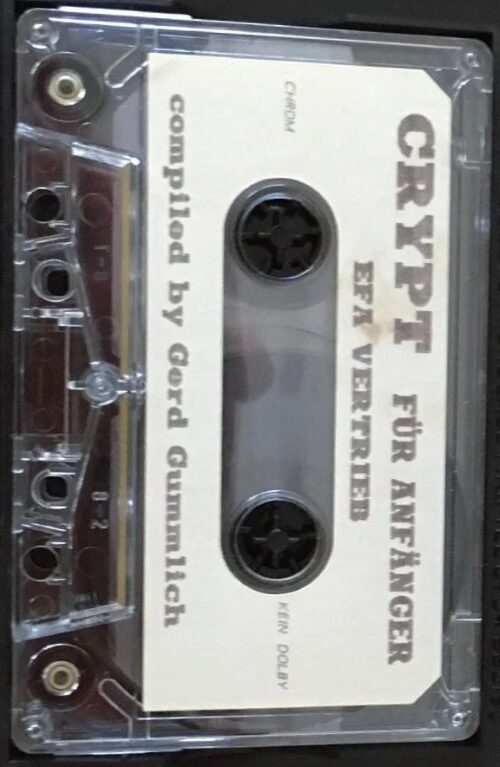 CRYPT FÜR ANFÄNGER
EFA VERTRIEB
CHROM
KEIN DOLBY
compiled by Gerd Gummlich